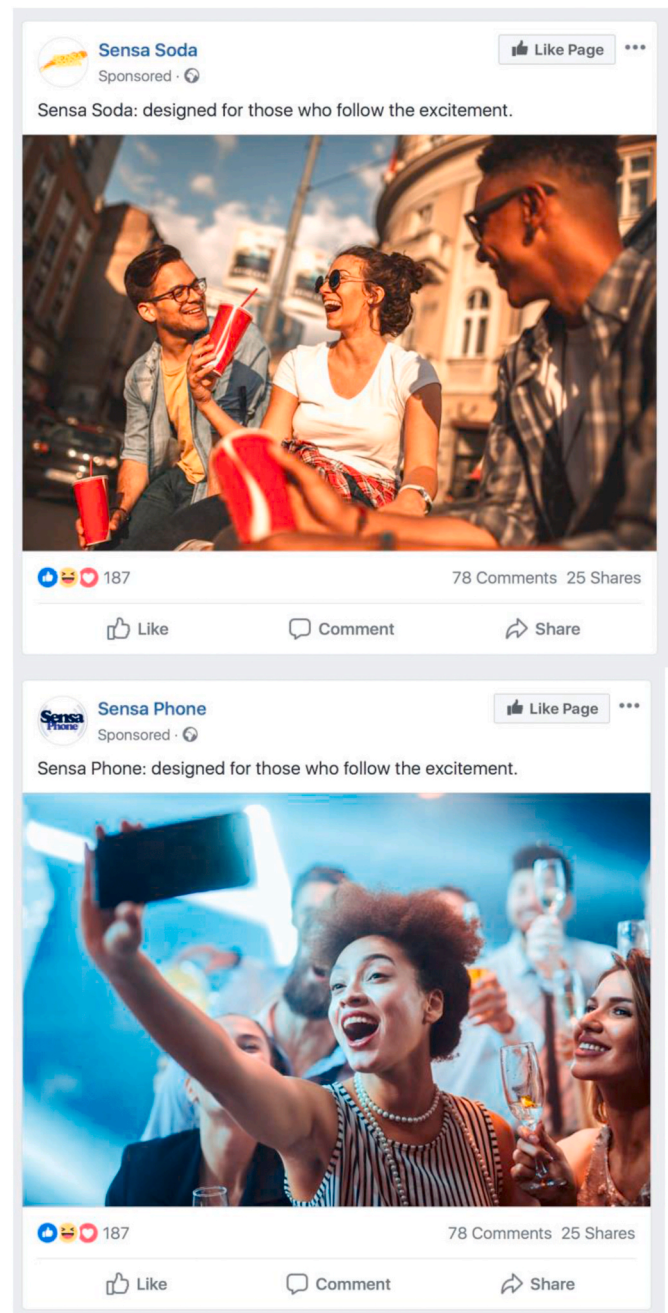 Sensa Soda
Like Page
Sponsored ·
Sensa Soda: designed for those who follow the excitement.
187
78 Comments 25 Shares
Like
Comment
Share
Sensa
Phone
Sensa Phone
Like Page
Sponsored ·
Sensa Phone: designed for those who follow the excitement.
187
78 Comments 25 Shares
Like
Comment
Share